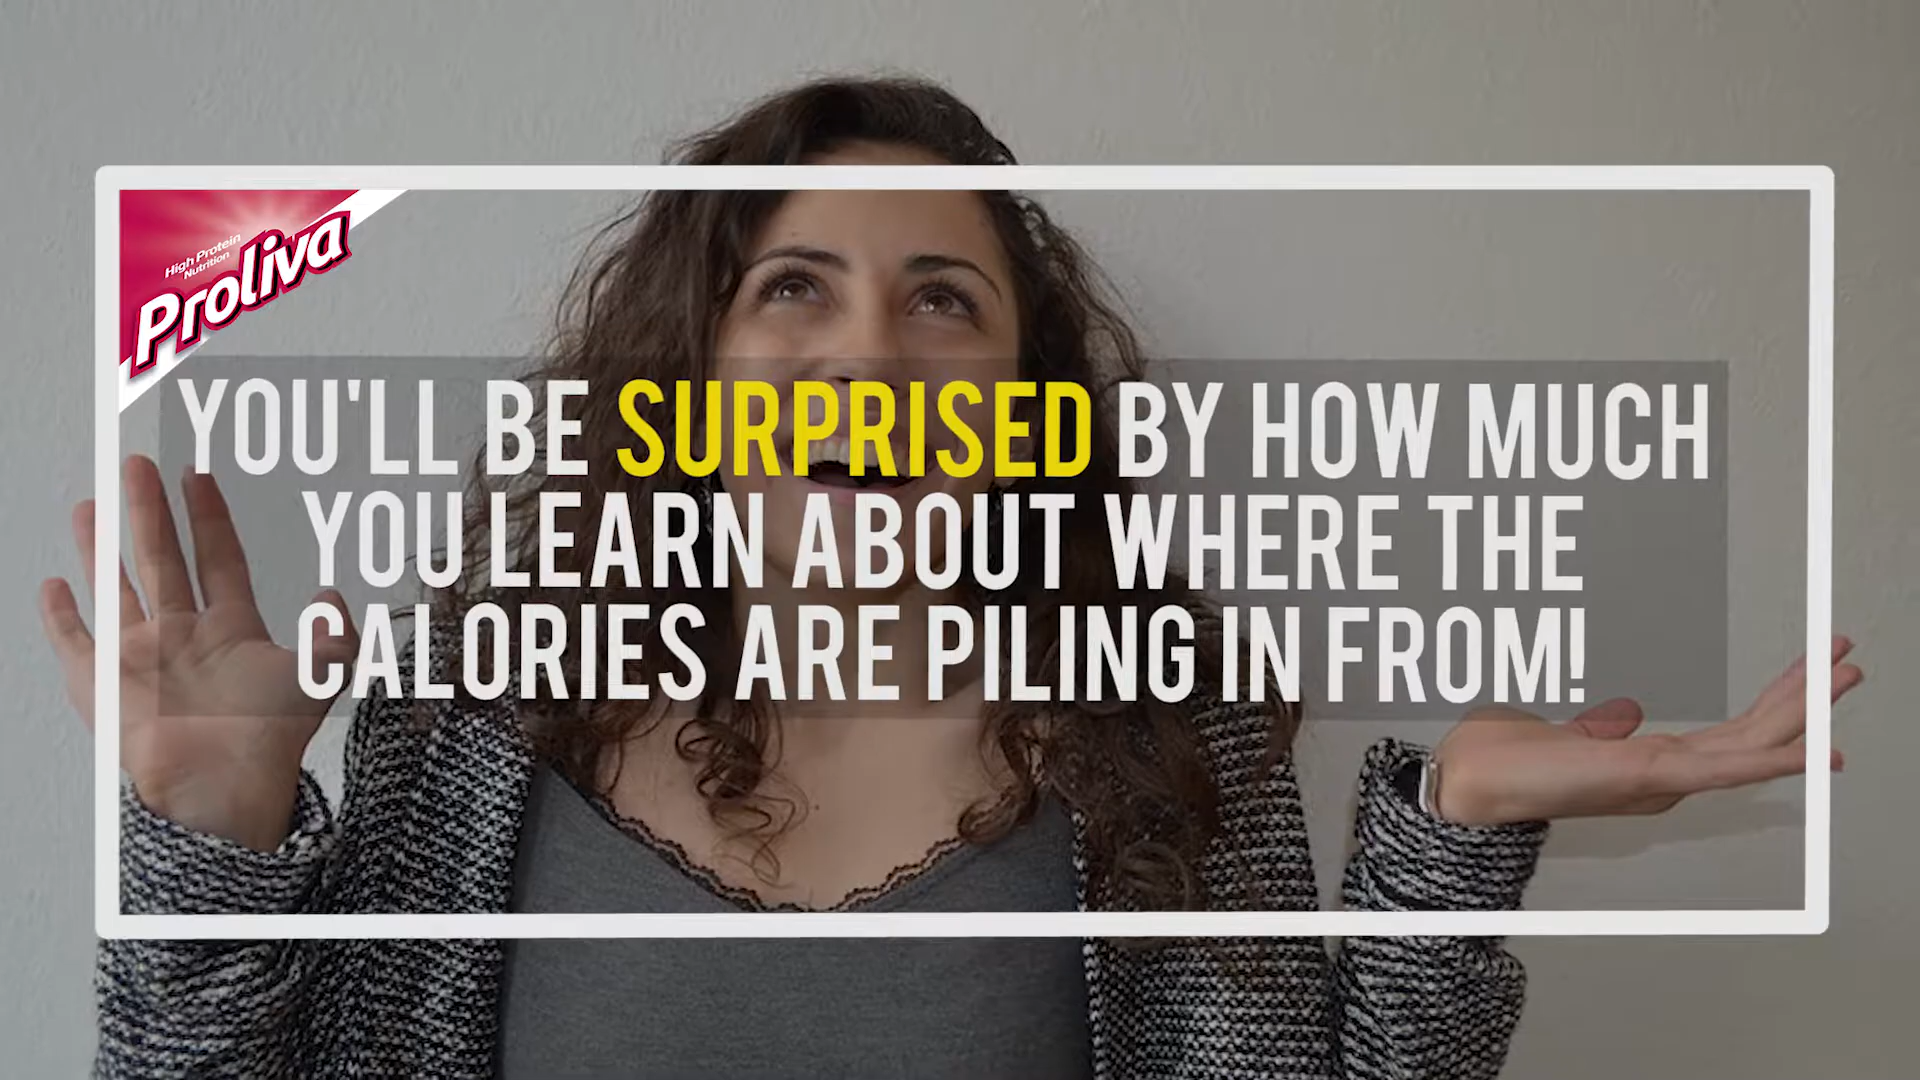 High Protein
Nutrition
Proliva
YOU'LL BE SURPRISED BY HOW MUCH
YOU LEARN ABOUT WHERE THE
CALORIES ARE PILING IN FROM!